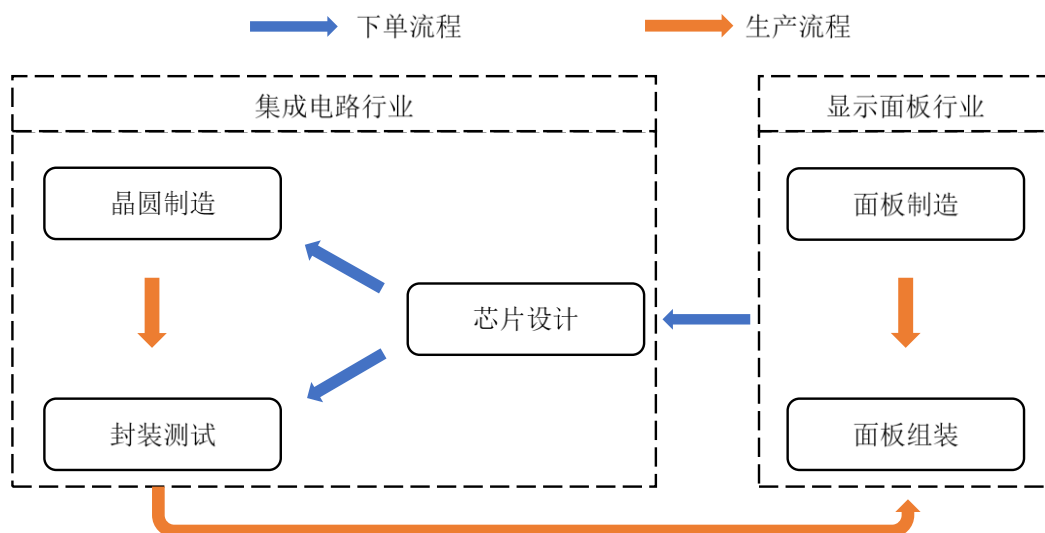 下单流程
生产流程
集成电路行业
显示面板行业
晶圆制造
面板制造
芯片设计
封装测试
面板组装